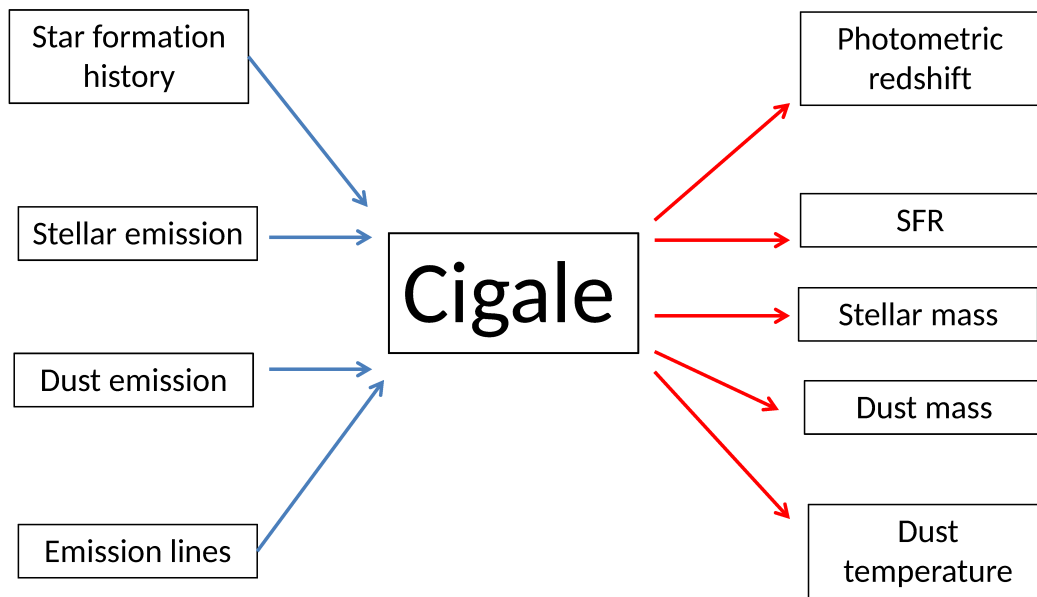 Star formation
history
Stellar emission
Dust emission
Emission lines
Cigale
Photometric
redshift
SFR
Stellar mass
Dust mass
Dust
temperature